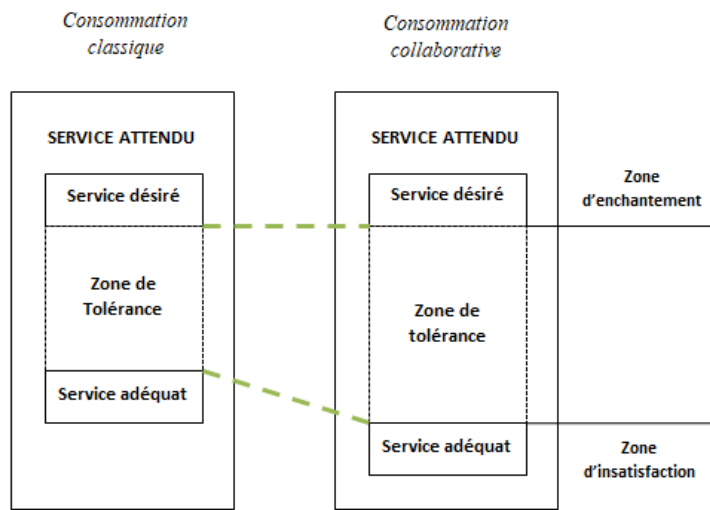 Consommation
classique
SERVICE ATTENDU
Service désiré
Zone de
Tolérance
Service adéquat
Consommation
collaborative
SERVICE ATTENDU
Service désiré
Zone de
tolérance
Service adéquat
Zone
d'enchantement
Zone
d'insatisfaction